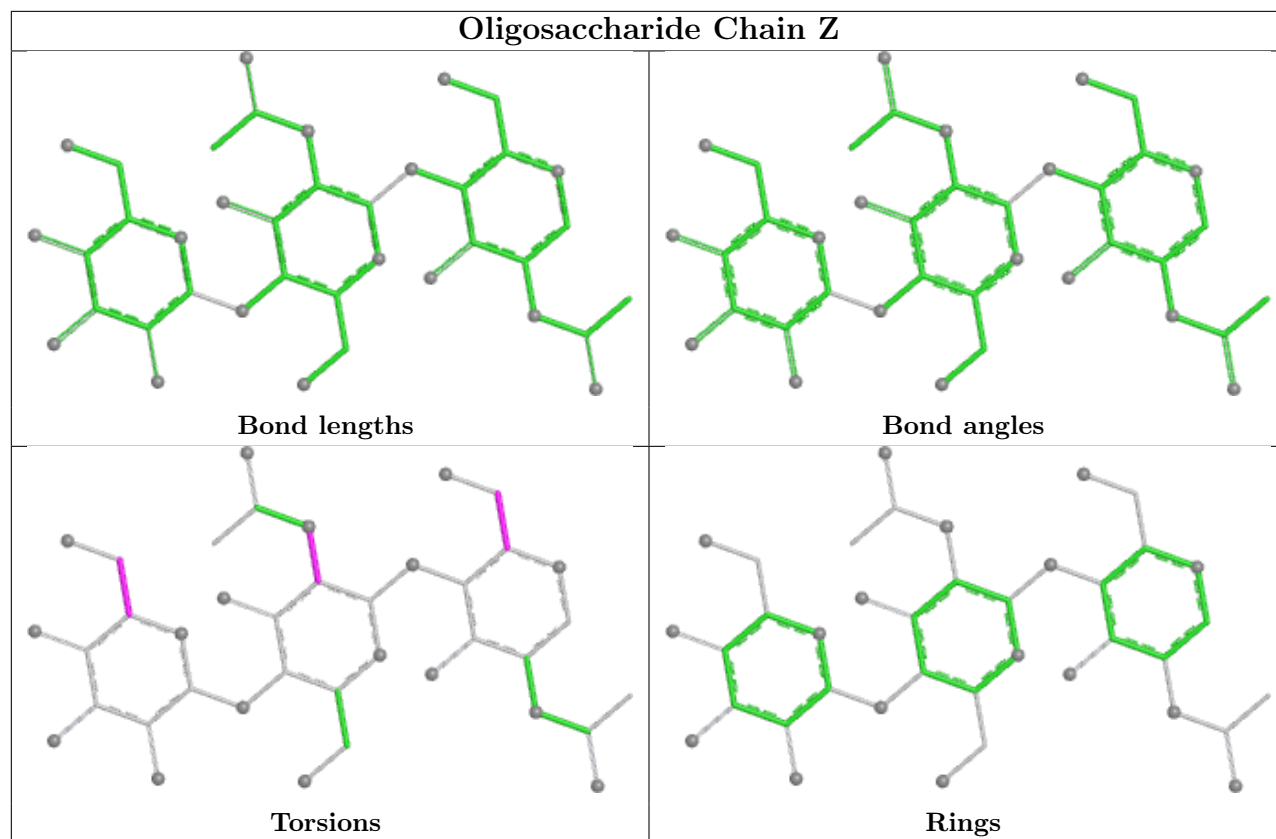 Oligosaccharide Chain Z
Bond lengths
Bond angles
Torsions
Rings